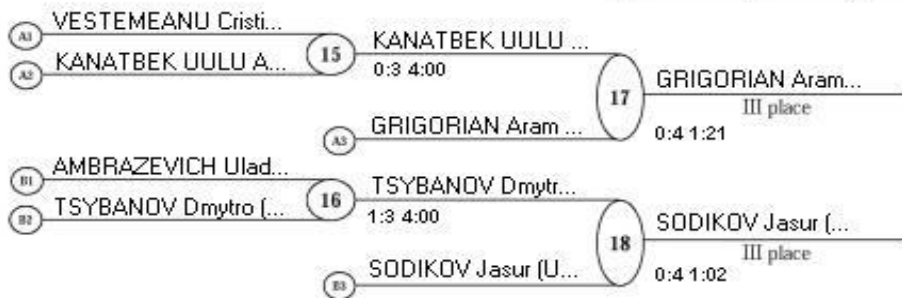 A1 VESTEMEANU Cristi...
A2 KANATBEK UULU A...
15
KANATBEK UULU ...
0:3 4:00
A3 GRIGORIAN Aram ...
17
GRIGORIAN Aram...
III place
0:4 1:21
B1 AMBRAZEVICH Ulad...
B2 TSYBANOV Dmytro (...
16
TSYBANOV Dmytr...
1:3 4:00
B3 SODIKOV Jasur (U...
18
SODIKOV Jasur (...
III place
0:4 1:02